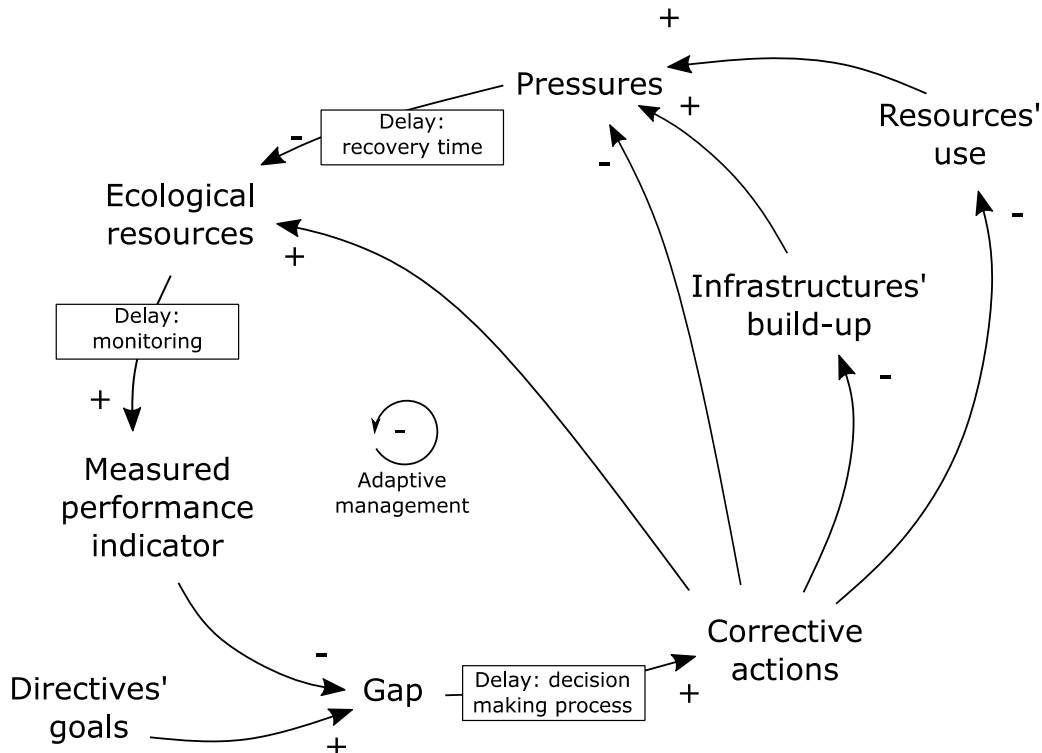 +
Pressures
+
Resources'
use
Delay:
recovery time
-
-
Ecological
resources
+
-
Infrastructures'
build-up
Delay:
monitoring
-
+
-
Adaptive
management
Measured
performance
indicator
Corrective
actions
-
Directives'
goals
+
Gap
Delay: decision
making process
+